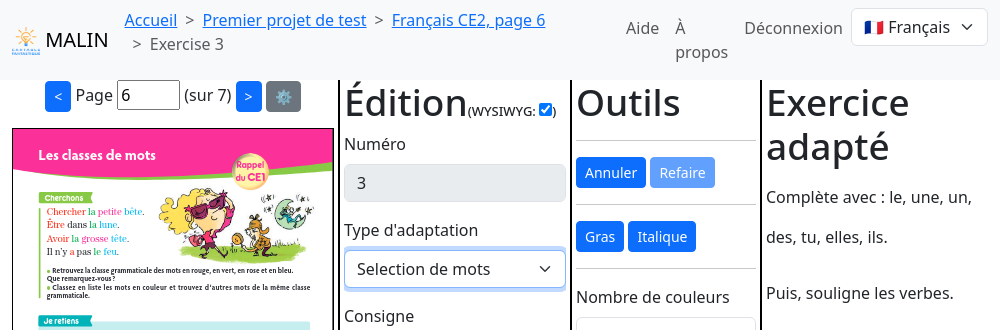 Accueil > Premier projet de test > Français CE2, page 6
> Exercise 3
MALIN
Aide
À propos
Déconnexion
🇫🇷 Français
< Page 6 (sur 7) > ⚙️
Les classes de mots
Rappel
du CE1
Cherchons
Chercher la petite bête.
Être dans la lune.
Avoir la grosse tête.
Il n'y a pas le feu.
• Retrouvez la classe grammaticale des mots en rouge, en vert, en rose et en bleu.
Que remarquez-vous ?
• Classez en liste les mots en couleur et trouvez d'autres mots de la même classe
grammaticale.
Je retiens
Édition(WYSIWYG: )
Numéro
3
Type d'adaptation
Selection de mots
Consigne
Outils
Annuler Refaire
Gras Italique
Nombre de couleurs
Exercice
adapté
Complète avec : le, une, un,
des, tu, elles, ils.
Puis, souligne les verbes.